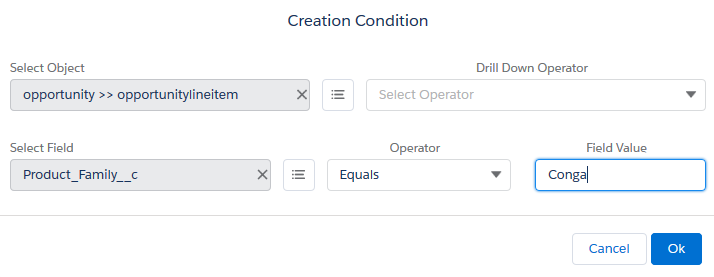 Creation Condition
Select Object Drill Down Operator
opportunity >> opportunitylineitem Select Operator
Select Field Operator Field Value
Product_Family__c Equals Conga
Cancel Ok